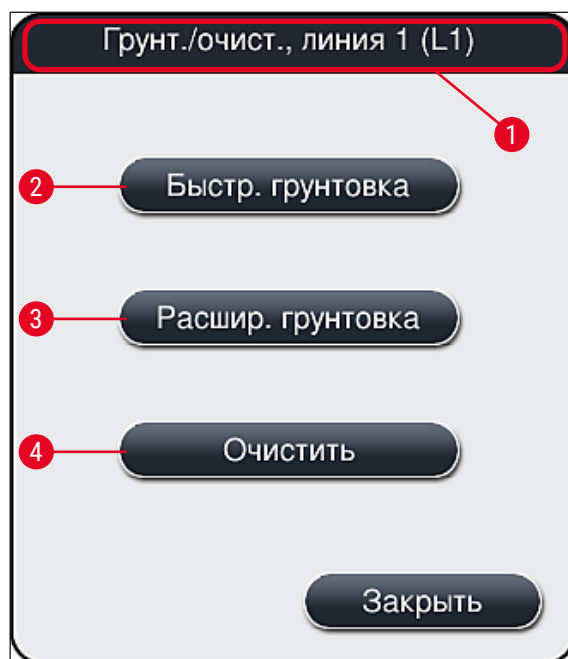 Грунт./очист., линия 1 (L1)
1
2 Быстр. грунтовка
3 Расшир. грунтовка
4 Очистить
Закрыть